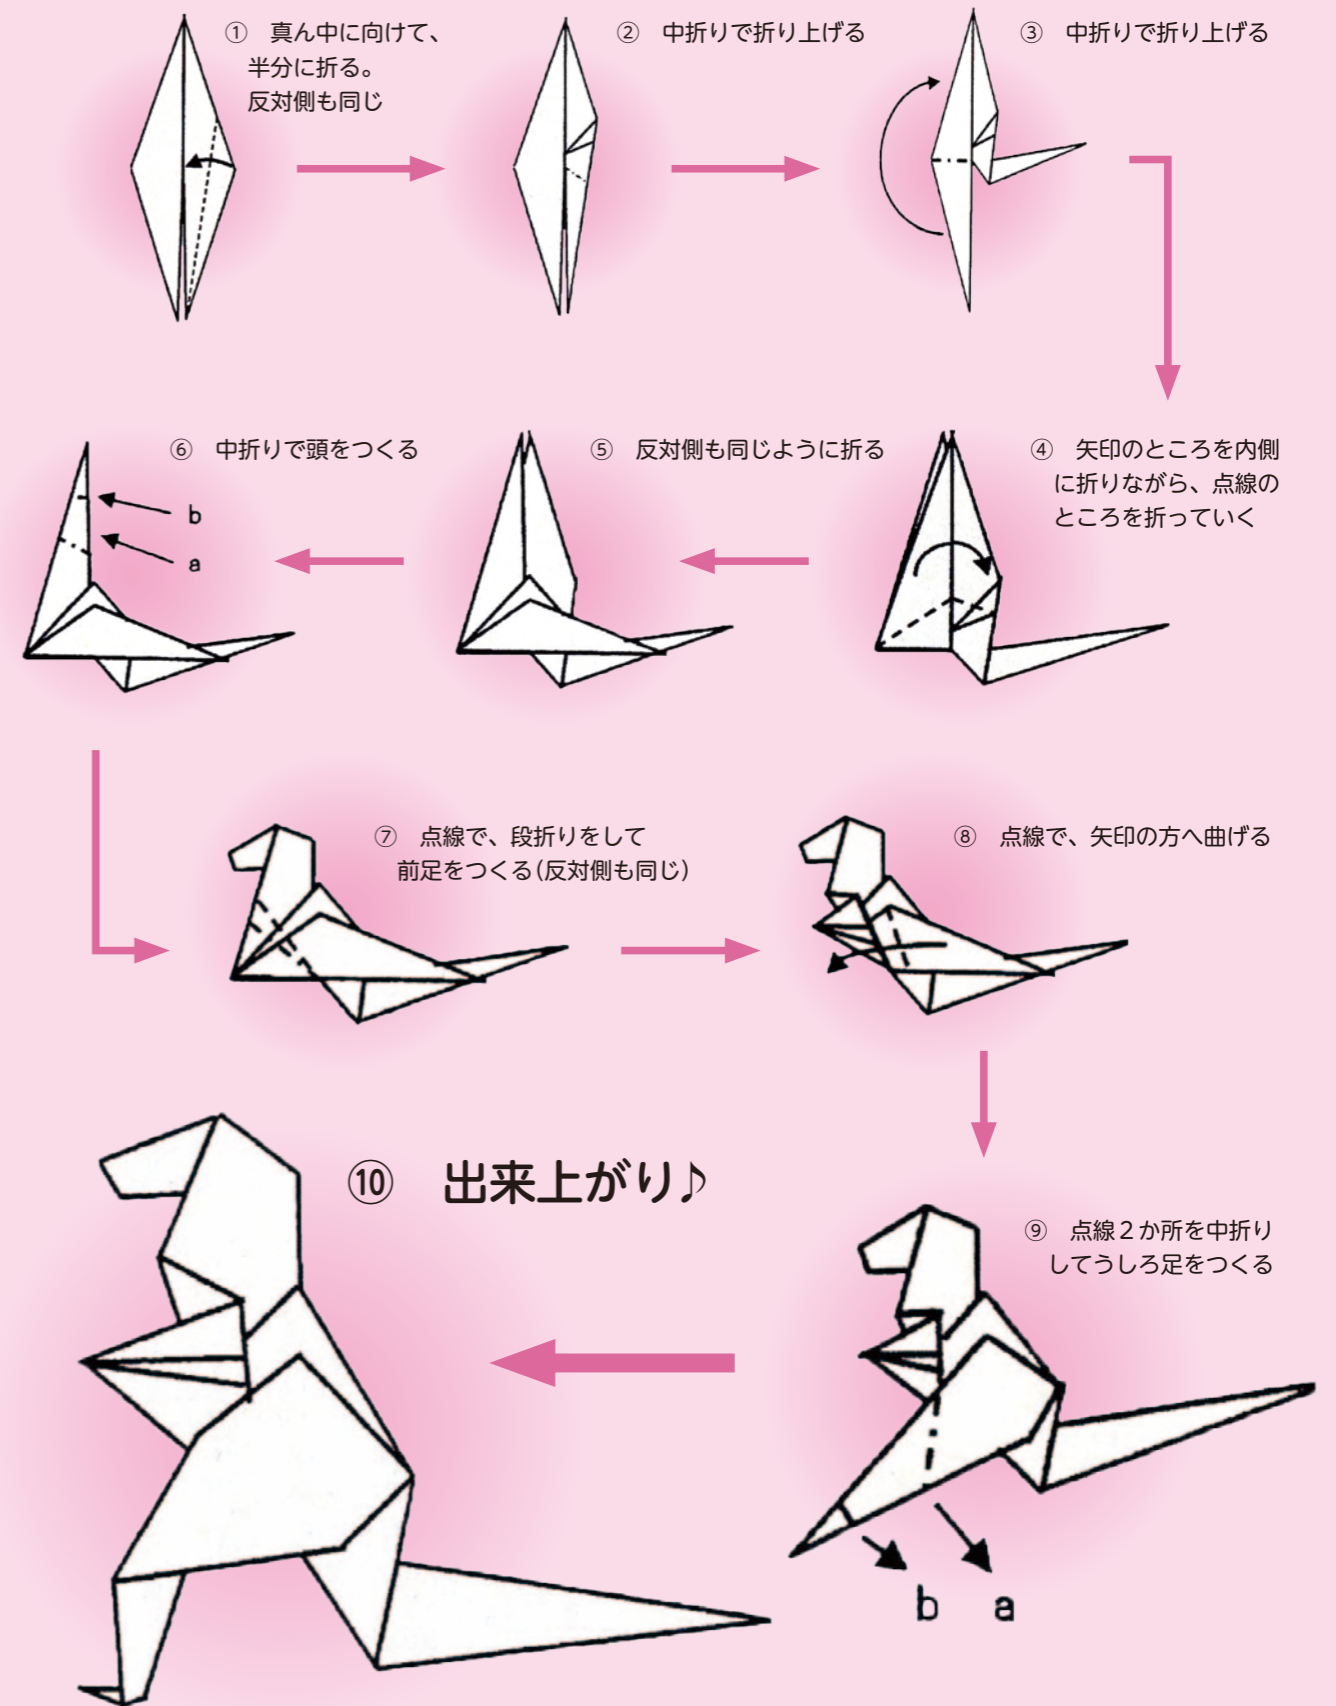 ① 真ん中に向けて、
半分に折る。
反対側も同じ
② 中折りで折り上げる
③ 中折りで折り上げる
④ 矢印のところを内側
に折りながら、点線の
ところを折っていく
⑤ 反対側も同じように折る
⑥ 中折りで頭をつくる
b
a
⑦ 点線で、段折りをして
前足をつくる(反対側も同じ)
⑧ 点線で、矢印の方へ曲げる
⑨ 点線2か所を中折り
してうしろ足をつくる
b a
⑩ 出来上がり♪